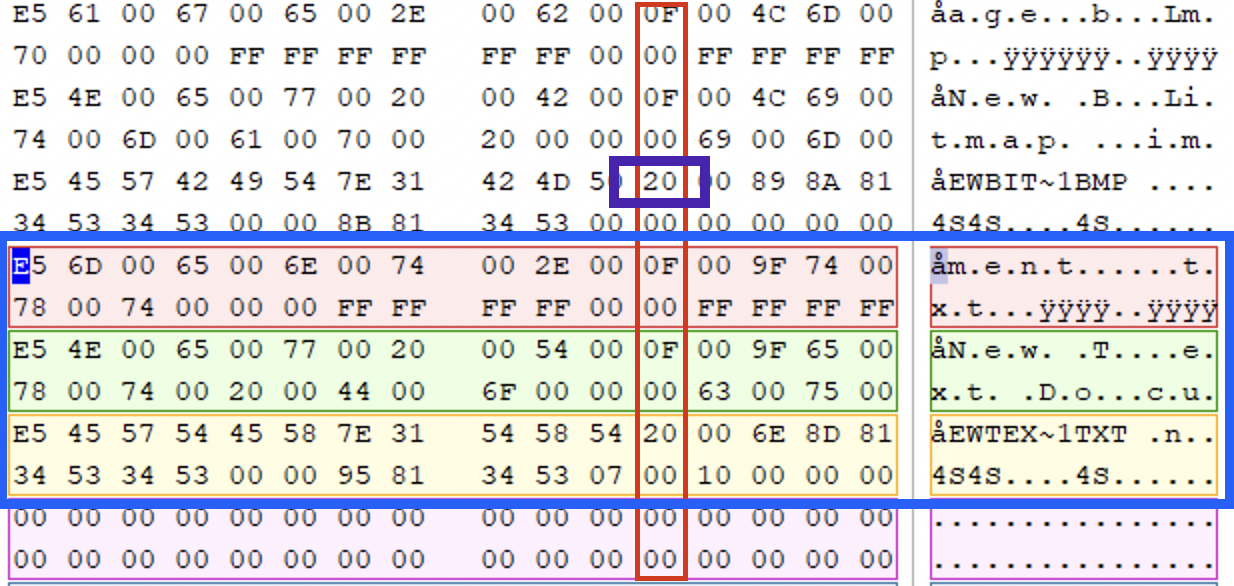 E5 61 00 67 00 65 00 2E 00 62 00 0F 00 4C 6D 00 åa.g.e...b...Lm.
70 00 00 00 FF FF FF FF FF FF 00 00 FF FF FF FF p...ÿÿÿÿÿÿ..ÿÿÿÿ
E5 4E 00 65 00 77 00 20 00 42 00 0F 00 4C 69 00 åN.e.w. .B...Li.
74 00 6D 00 61 00 70 00 20 00 00 00 69 00 6D 00 t.m.a.p. ...i.m.
E5 45 57 42 49 54 7E 31 42 4D 50 20 00 89 8A 81 åEWBIT~1BMP ....
34 53 34 53 00 00 8B 81 34 53 00 00 00 00 00 00 4S4S....4S......
E5 6D 00 65 00 6E 00 74 00 2E 00 0F 00 9F 74 00 åm.e.n.t......t.
78 00 74 00 00 00 FF FF FF FF 00 00 FF FF FF FF x.t...ÿÿÿÿ..ÿÿÿÿ
E5 4E 00 65 00 77 00 20 00 54 00 0F 00 9F 65 00 åN.e.w. .T....e.
78 00 74 00 20 00 44 00 6F 00 00 00 63 00 75 00 x.t. .D.o...c.u.
E5 45 57 54 45 58 7E 31 54 58 54 20 00 6E 8D 81 åEWTEX~1TXT .n..
34 53 34 53 00 00 95 81 34 53 07 00 10 00 00 00 4S4S....4S......
00 00 00 00 00 00 00 00 00 00 00 00 00 00 00 00 ................
00 00 00 00 00 00 00 00 00 00 00 00 00 00 00 00 ................